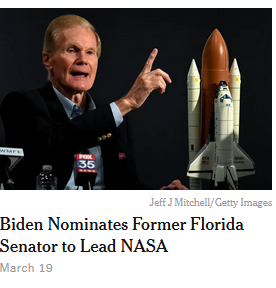 WMFE
FOX
35
Jeff J Mitchell/Getty Images
Biden Nominates Former Florida
Senator to Lead NASA
March 19